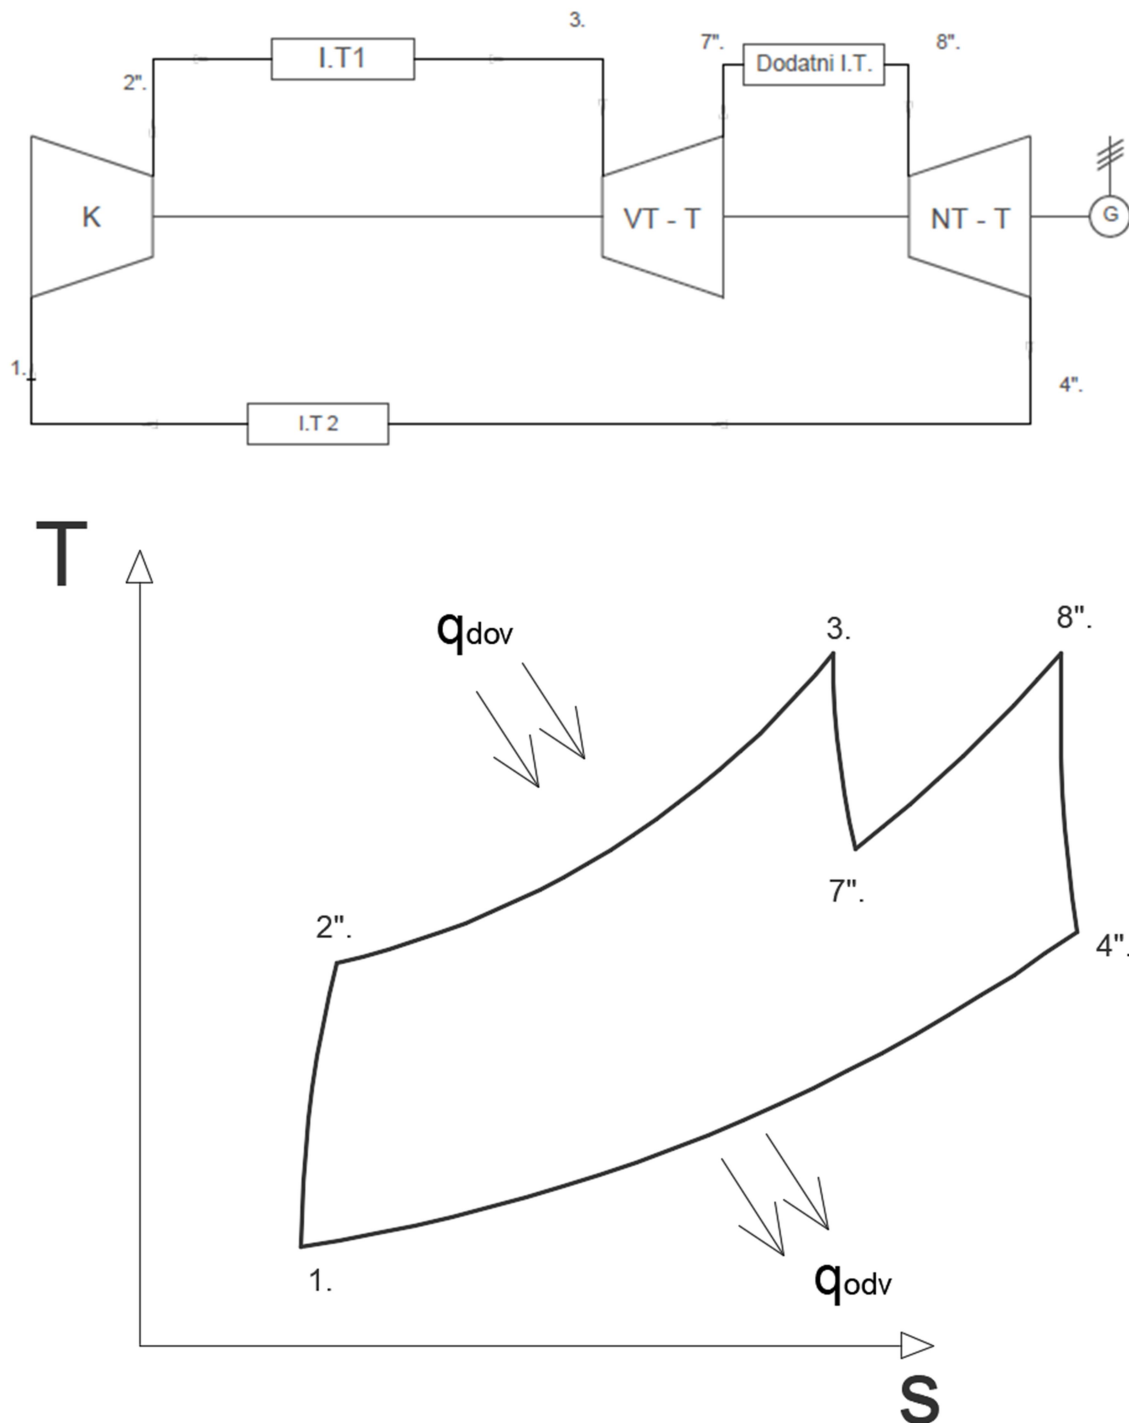 3.
7".
8".
I.T1
Dodatni I.T.
2".
K
VT - T
NT - T
G
1.
4".
I.T 2
T
qdov
3.
8".
7".
2".
4".
1.
qodv
s